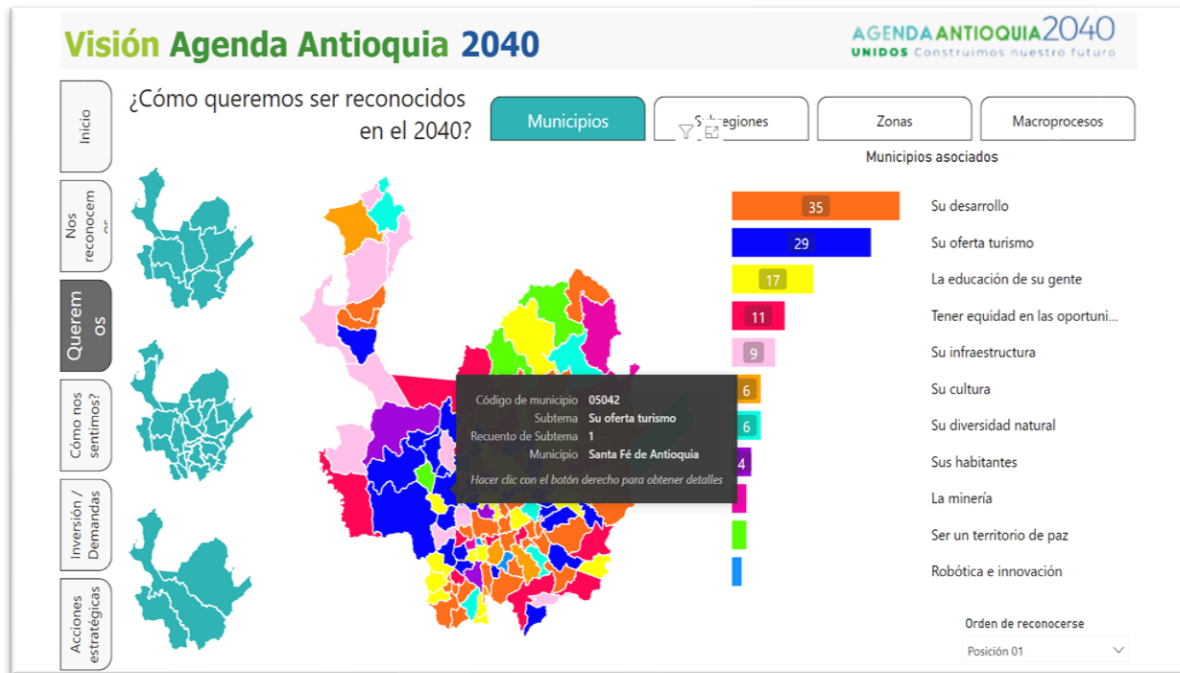 Visión Agenda Antioquia 2040
AGENDA ANTIOQUIA 2040
UNIDOS Construimos nuestro futuro
¿Cómo queremos ser reconocidos
en el 2040?
Municipios
Zonas
Macroprocesos
Inicio
Nos
reconocem
Querem
os
Cómo nos
sentimos?
Inversión /
Demandas
Acciones
estratégicas
Municipios asociados
35 Su desarrollo
29 Su oferta turismo
17 La educación de su gente
11 Tener equidad en las oportuni...
9 Su infraestructura
6 Su cultura
6 Su diversidad natural
4 Sus habitantes
La minería
Ser un territorio de paz
Robótica e innovación
Código de municipio 05042
Subtema Su oferta turismo
Recuento de Subtema 1
Municipio Santa Fé de Antioquia
Hacer clic con el botón derecho para obtener detalles
Orden de reconocerse
Posición 01